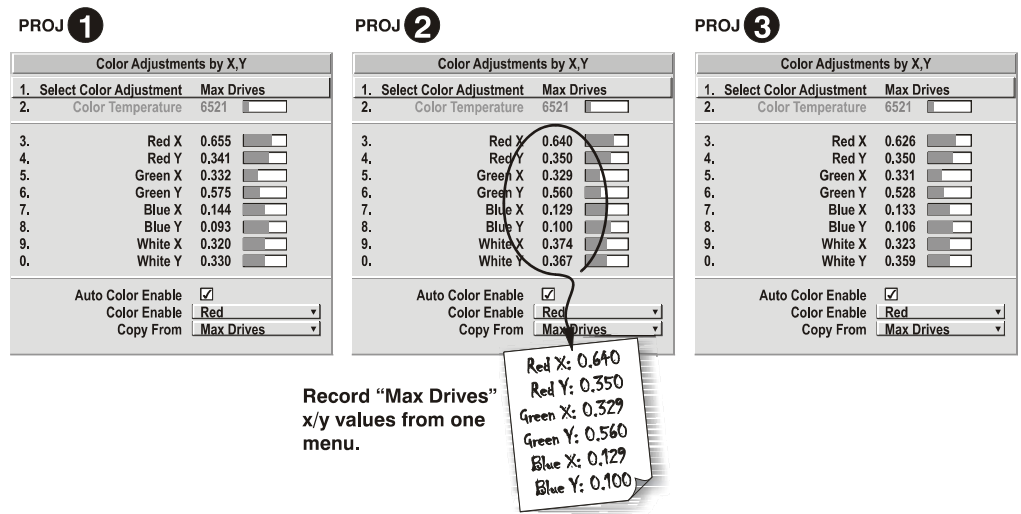 PROJ 1
Color Adjustments by X,Y
1. Select Color Adjustment Max Drives
2. Color Temperature 6521
3. Red X 0.655
4. Red Y 0.341
5. Green X 0.332
6. Green Y 0.575
7. Blue X 0.144
8. Blue Y 0.093
9. White X 0.320
0. White Y 0.330
Auto Color Enable
Color Enable Red
Copy From Max Drives
PROJ 2
Color Adjustments by X,Y
1. Select Color Adjustment Max Drives
2. Color Temperature 6521
3. Red X 0.640
4. Red Y 0.350
5. Green X 0.329
6. Green Y 0.560
7. Blue X 0.129
8. Blue Y 0.100
9. White X 0.374
0. White Y 0.367
Auto Color Enable
Color Enable Red
Copy From Max Drives
PROJ 3
Color Adjustments by X,Y
1. Select Color Adjustment Max Drives
2. Color Temperature 6521
3. Red X 0.626
4. Red Y 0.350
5. Green X 0.331
6. Green Y 0.528
7. Blue X 0.133
8. Blue Y 0.106
9. White X 0.323
0. White Y 0.359
Auto Color Enable
Color Enable Red
Copy From Max Drives
Record “Max Drives”
x/y values from one
menu.
Red X: 0.640
Red Y: 0.350
Green X: 0.329
Green Y: 0.560
Blue X: 0.129
Blue Y: 0.100